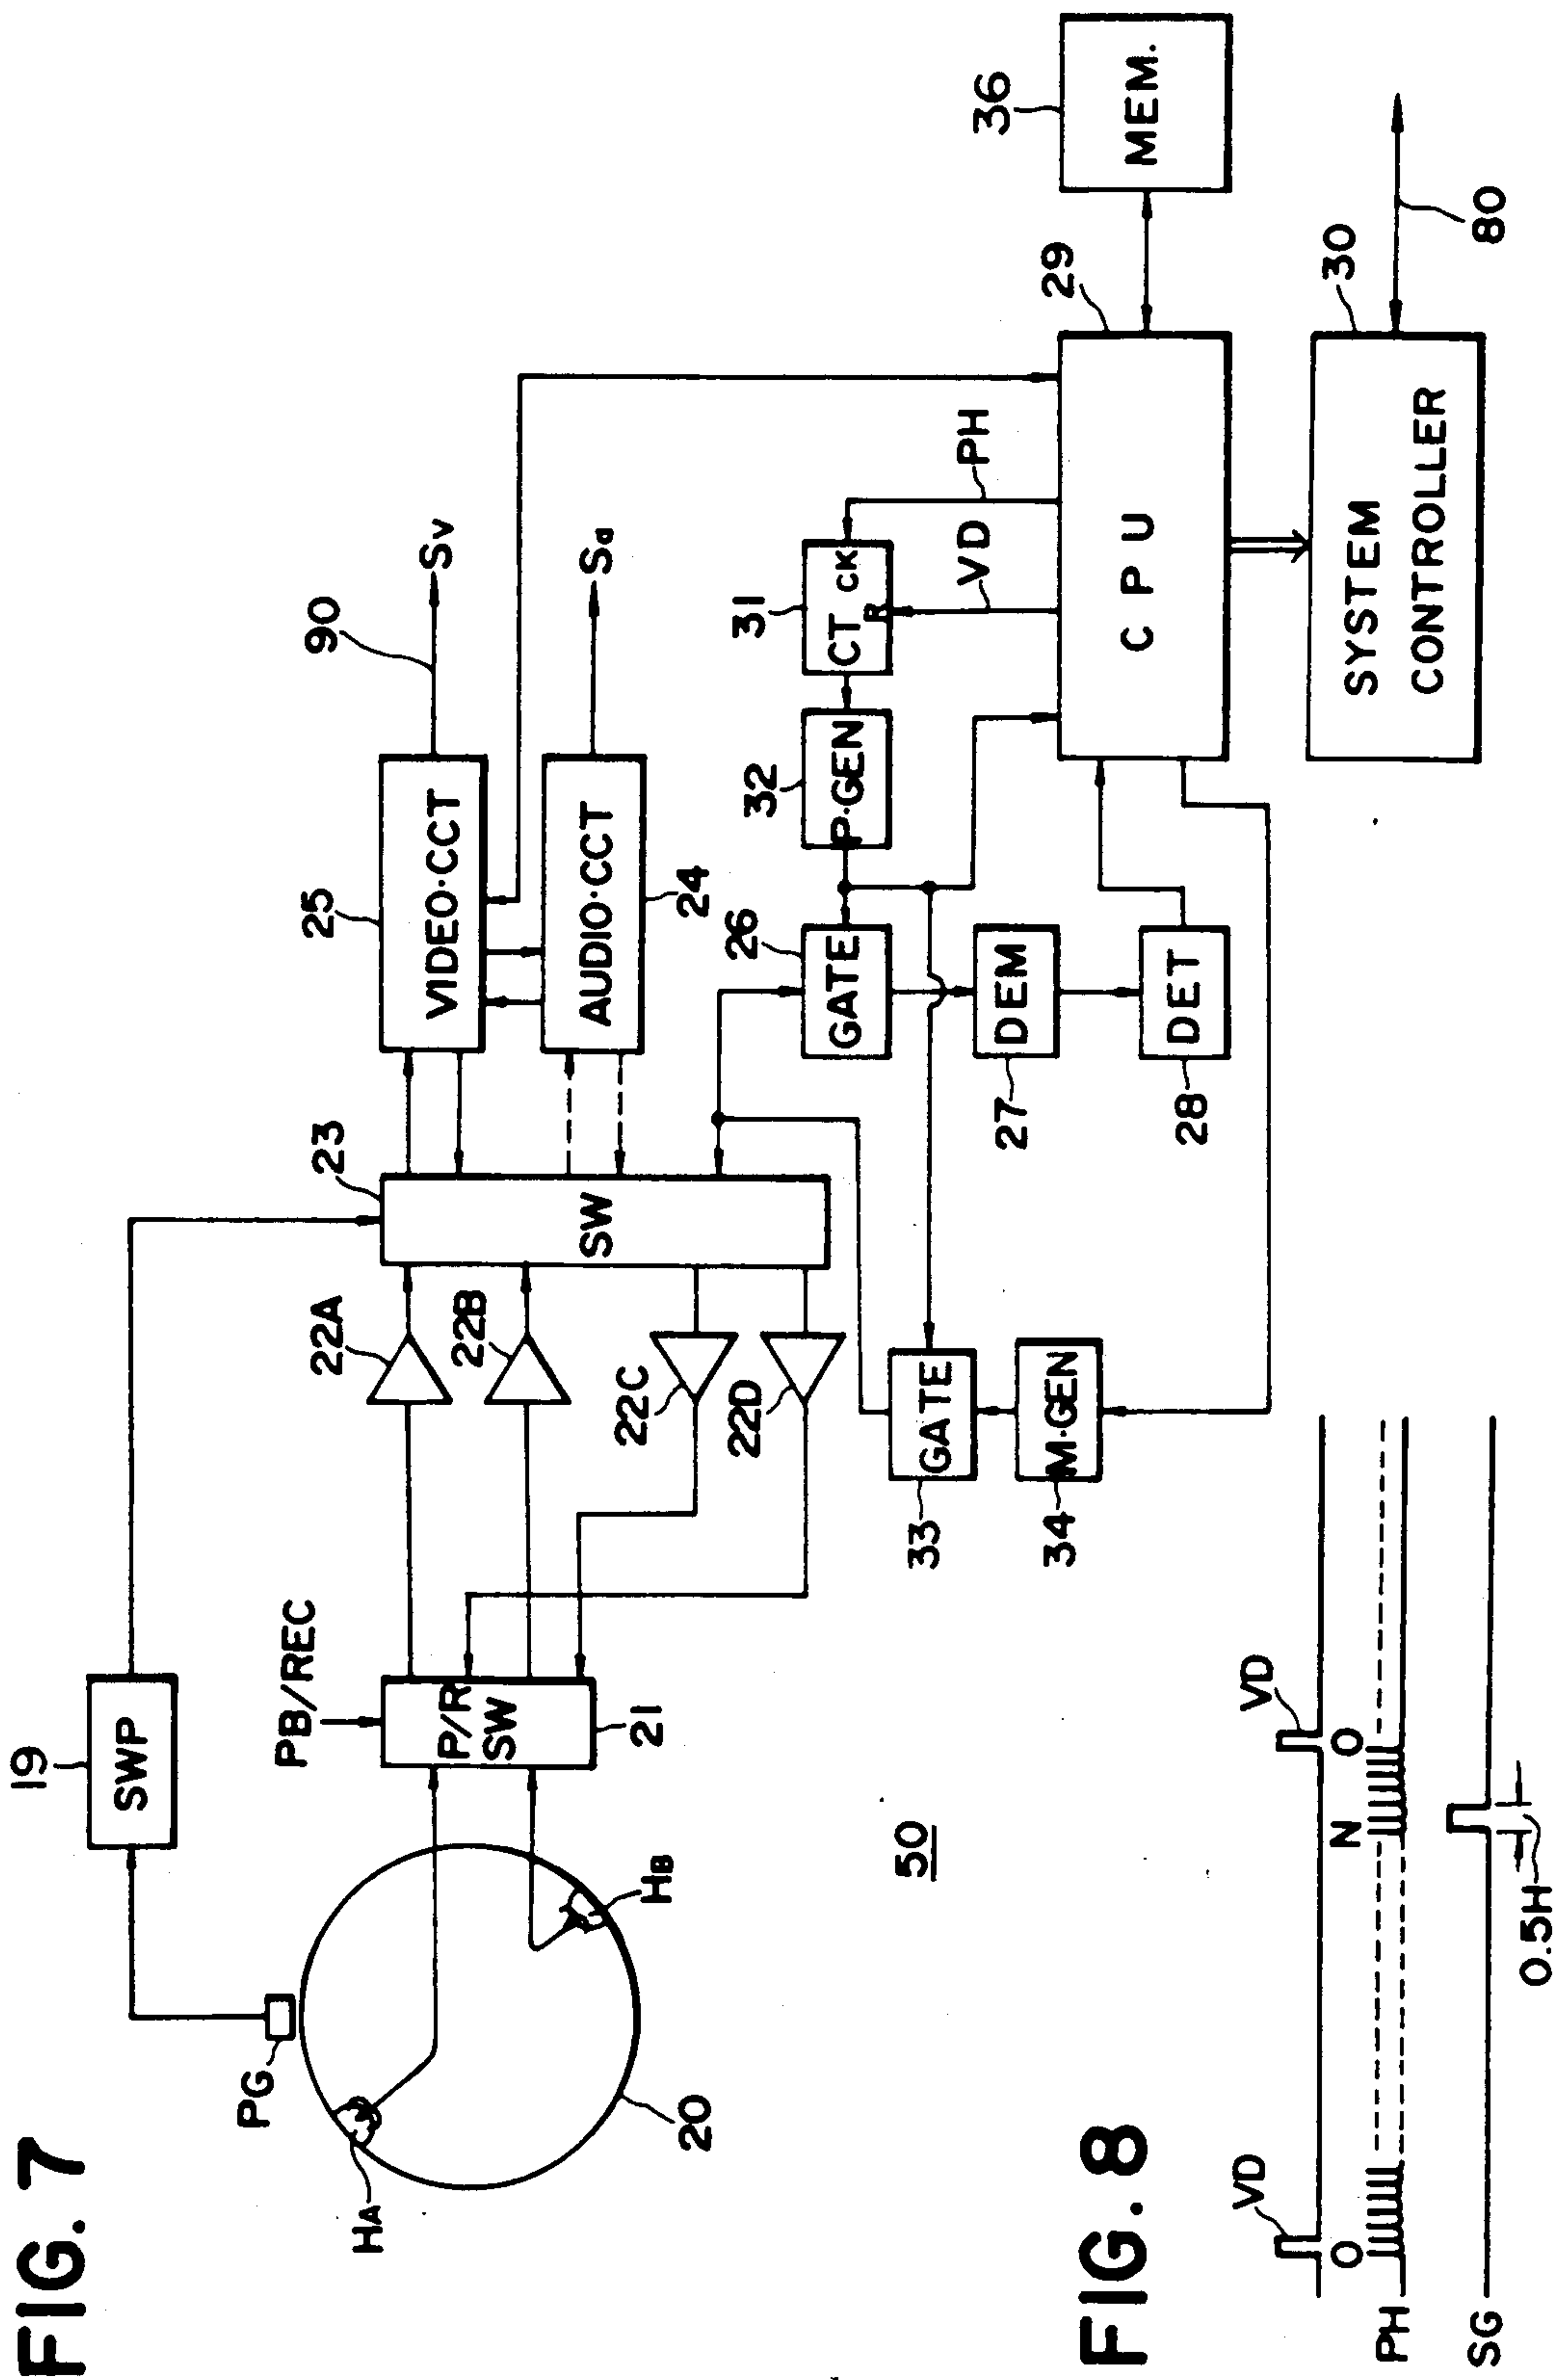 FIG. 7
HA
PG
20
HB
19
SWP
PB/REC
P/R
SW
21
22A
22B
22C
22D
23
SW
25
VIDEO·CCT
AUDIO·CCT
24
90
Sv
Sa
26
GATE
32
P·GEN
31
CT
CK
R
VD
PH
DEM
27
DET
28
33
GATE
34
M·GEN
29
CPU
36
MEM.
30
SYSTEM
CONTROLLER
80
50
FIG. 8
VD
VD
O
N
O
PH
SG
0.5H